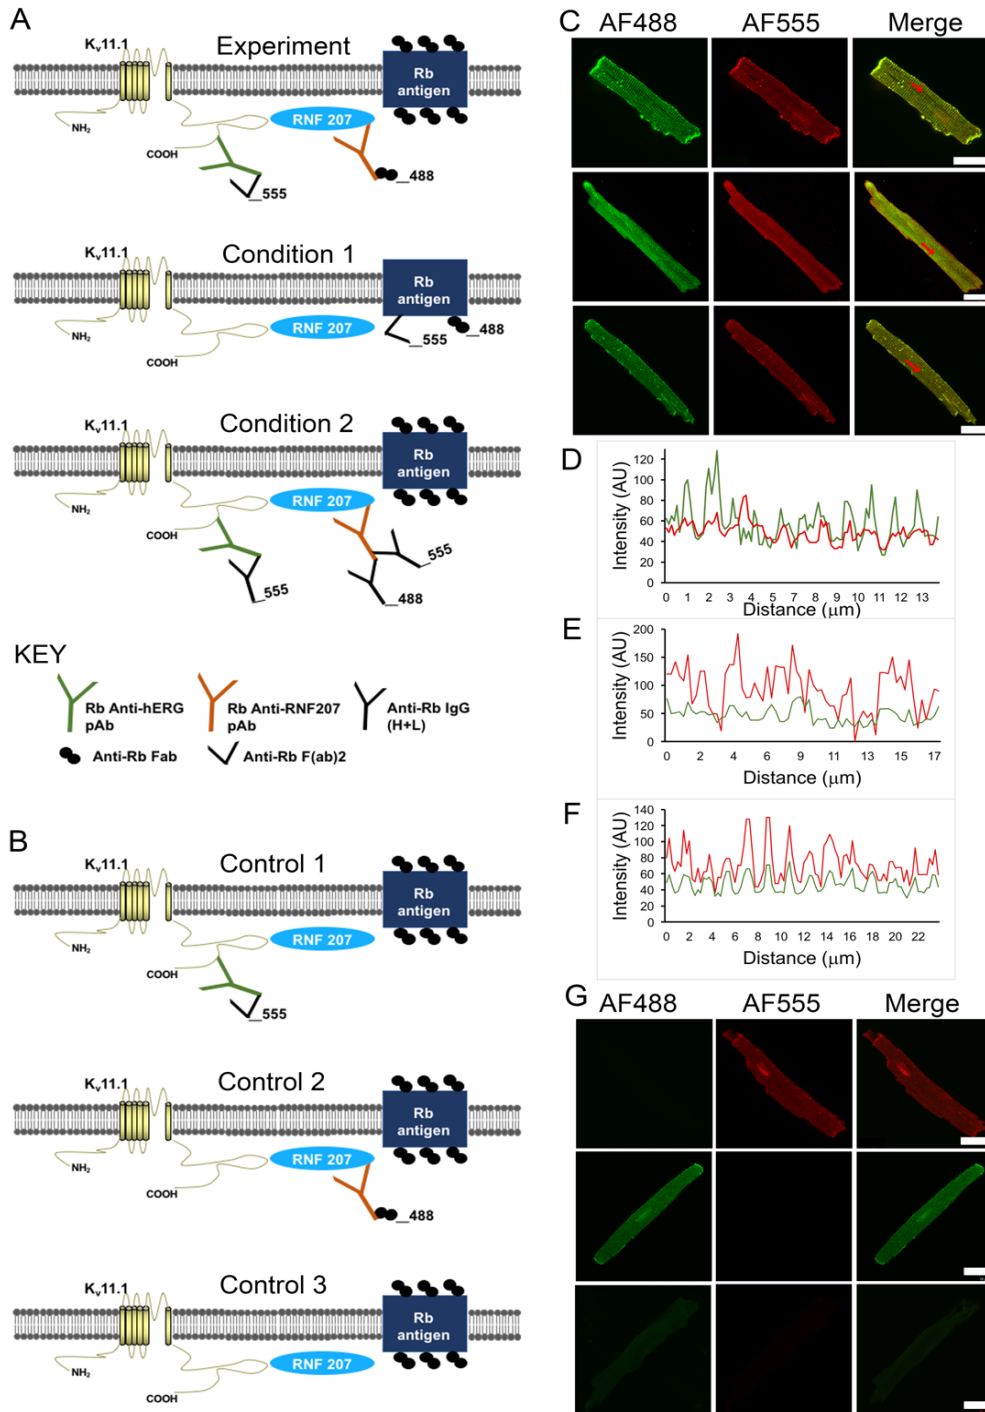 A
Experiment
Kv11.1
Rb
antigen
RNF 207
NH2
COOH
555
488
Condition 1
Kv11.1
Rb
antigen
RNF 207
NH2
COOH
555
488
Condition 2
Kv11.1
Rb
antigen
RNF 207
NH2
COOH
555
555
488
KEY
Rb Anti-hERG
pAb
Rb Anti-RNF207
pAb
Anti-Rb IgG
(H+L)
Anti-Rb Fab
Anti-Rb F(ab)2
B
Control 1
Kv11.1
Rb
antigen
RNF 207
NH2
COOH
555
Control 2
Kv11.1
Rb
antigen
RNF 207
NH2
COOH
488
Control 3
Kv11.1
Rb
antigen
RNF 207
NH2
COOH
C
AF488 AF555 Merge
D
Intensity (AU)
120
100
80
60
40
20
0
0 1 2 3 4 5 6 7 8 9 10 11 12 13
Distance (μm)
E
Intensity (AU)
200
150
100
50
0
0 2 4 6 8 10 12 14 16 17
Distance (μm)
F
Intensity (AU)
140
120
100
80
60
40
20
0
0 2 4 6 8 10 12 14 16 18 20 22
Distance (μm)
G
AF488 AF555 Merge